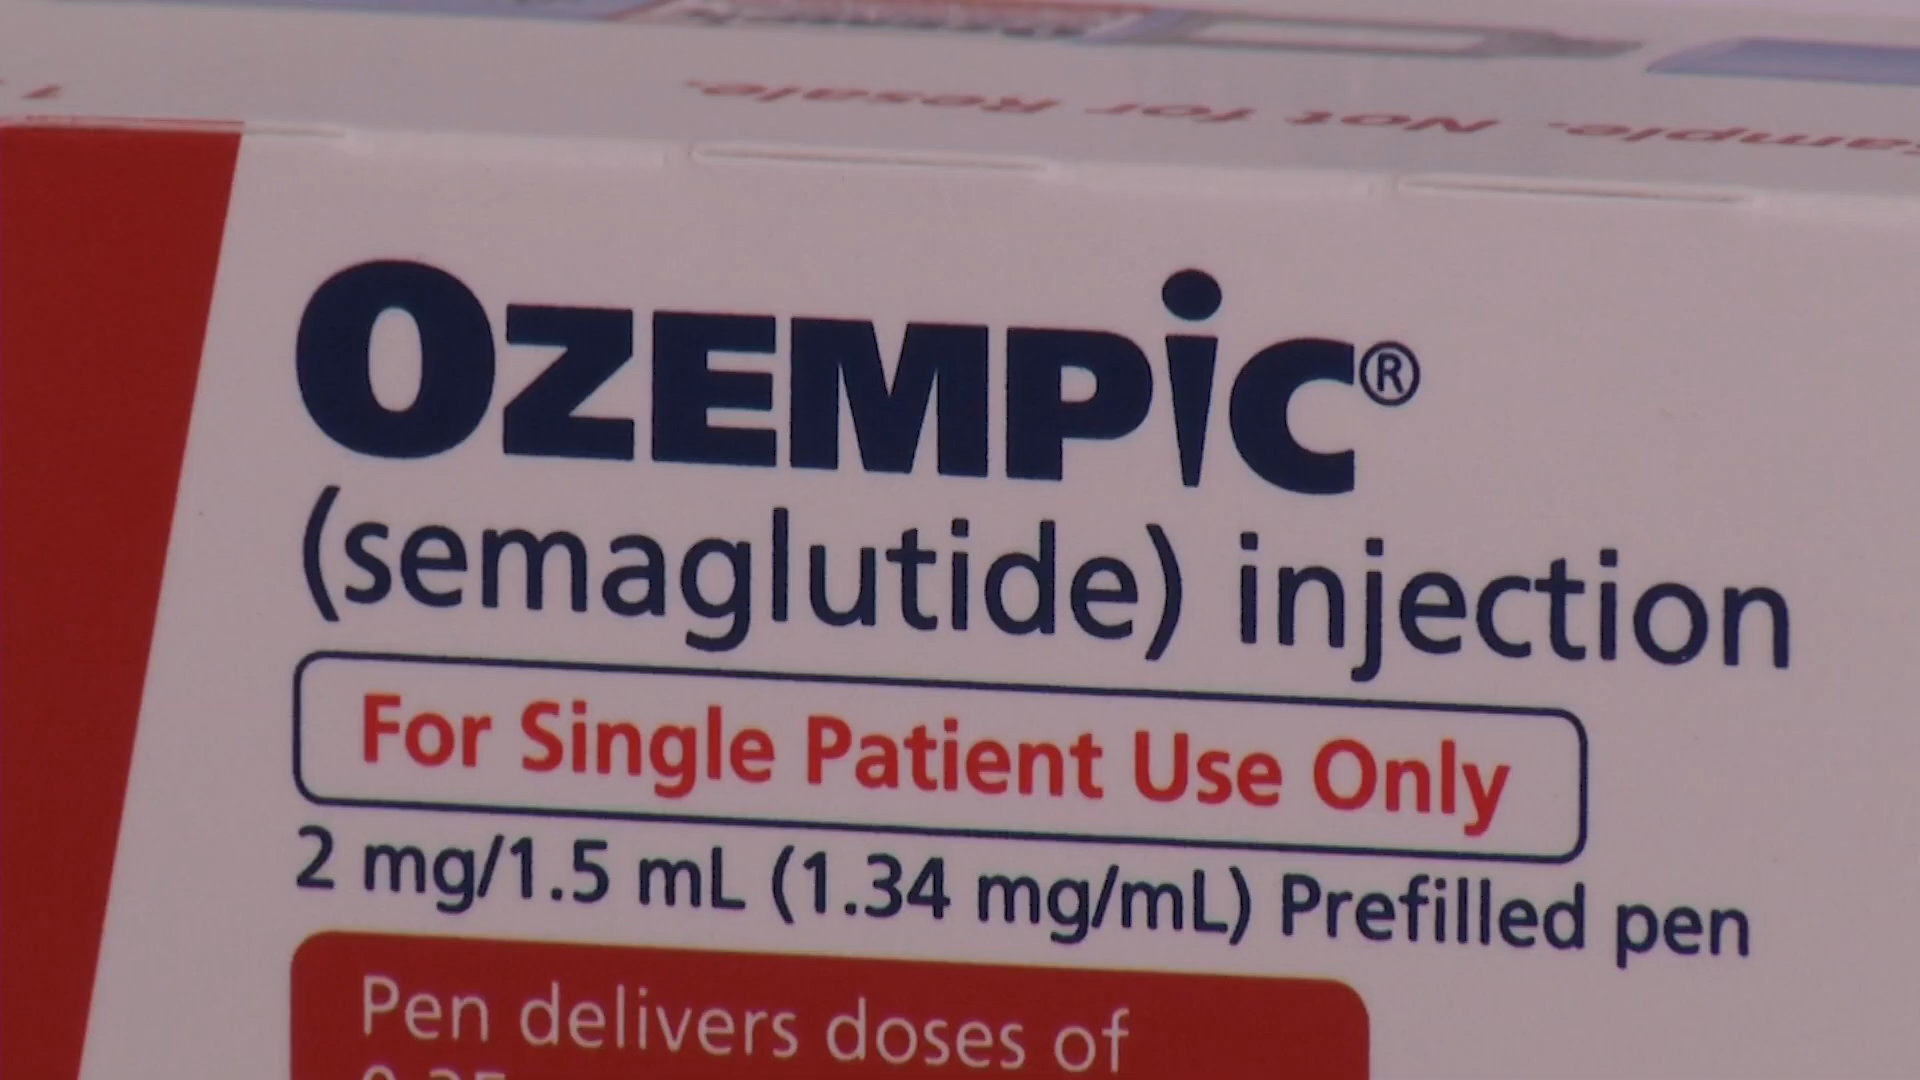 ample. Not for Resale.
OZEMPiC®
(semaglutide) injection
For Single Patient Use Only
2 mg/1.5 mL (1.34 mg/mL) Prefilled pen
Pen delivers doses of